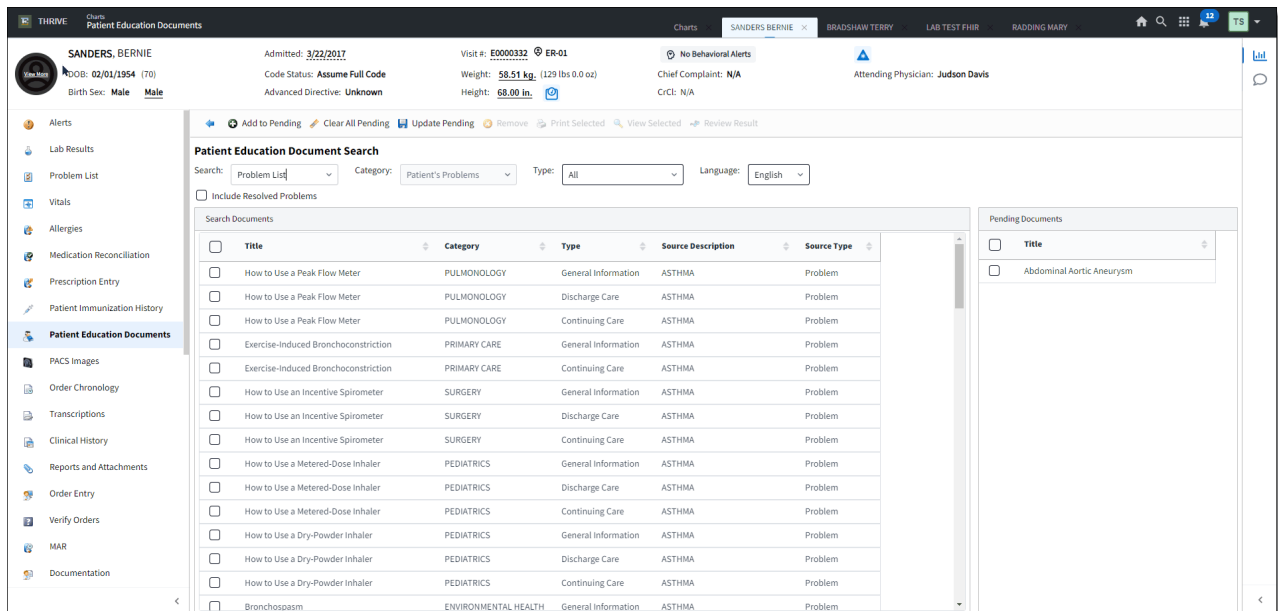 THRIVE
Charts
Patient Education Documents
Charts
SANDERS BERNIE
BRADSHAW TERRY
LAB TEST FHIR
RADDING MARY
12
TS
View More
SANDERS, BERNIE
DOB: 02/01/1954 (70)
Birth Sex: Male Male
Admitted: 3/22/2017
Code Status: Assume Full Code
Advanced Directive: Unknown
Visit #: E0000332 ER-01
Weight: 58.51 kg. (129 lbs 0.0 oz)
Height: 68.00 in.
No Behavioral Alerts
Chief Complaint: N/A
CrCl: N/A
Attending Physician: Judson Davis
Alerts
Lab Results
Problem List
Vitals
Allergies
Medication Reconciliation
Prescription Entry
Patient Immunization History
Patient Education Documents
PACS Images
Order Chronology
Transcriptions
Clinical History
Reports and Attachments
Order Entry
Verify Orders
MAR
Documentation
Add to Pending Clear All Pending Update Pending Remove Print Selected View Selected Review Result
Patient Education Document Search
Search: Problem List Category: Patient's Problems Type: All Language: English
Include Resolved Problems
Search Documents
Title Category Type Source Description Source Type
How to Use a Peak Flow Meter PULMONOLOGY General Information ASTHMA Problem
How to Use a Peak Flow Meter PULMONOLOGY Discharge Care ASTHMA Problem
How to Use a Peak Flow Meter PULMONOLOGY Continuing Care ASTHMA Problem
Exercise-Induced Bronchoconstriction PRIMARY CARE General Information ASTHMA Problem
Exercise-Induced Bronchoconstriction PRIMARY CARE Continuing Care ASTHMA Problem
How to Use an Incentive Spirometer SURGERY General Information ASTHMA Problem
How to Use an Incentive Spirometer SURGERY Discharge Care ASTHMA Problem
How to Use an Incentive Spirometer SURGERY Continuing Care ASTHMA Problem
How to Use a Metered-Dose Inhaler PEDIATRICS General Information ASTHMA Problem
How to Use a Metered-Dose Inhaler PEDIATRICS Discharge Care ASTHMA Problem
How to Use a Metered-Dose Inhaler PEDIATRICS Continuing Care ASTHMA Problem
How to Use a Dry-Powder Inhaler PEDIATRICS General Information ASTHMA Problem
How to Use a Dry-Powder Inhaler PEDIATRICS Discharge Care ASTHMA Problem
How to Use a Dry-Powder Inhaler PEDIATRICS Continuing Care ASTHMA Problem
Bronchospasm ENVIRONMENTAL HEALTH General Information ASTHMA Problem
Pending Documents
Title
Abdominal Aortic Aneurysm